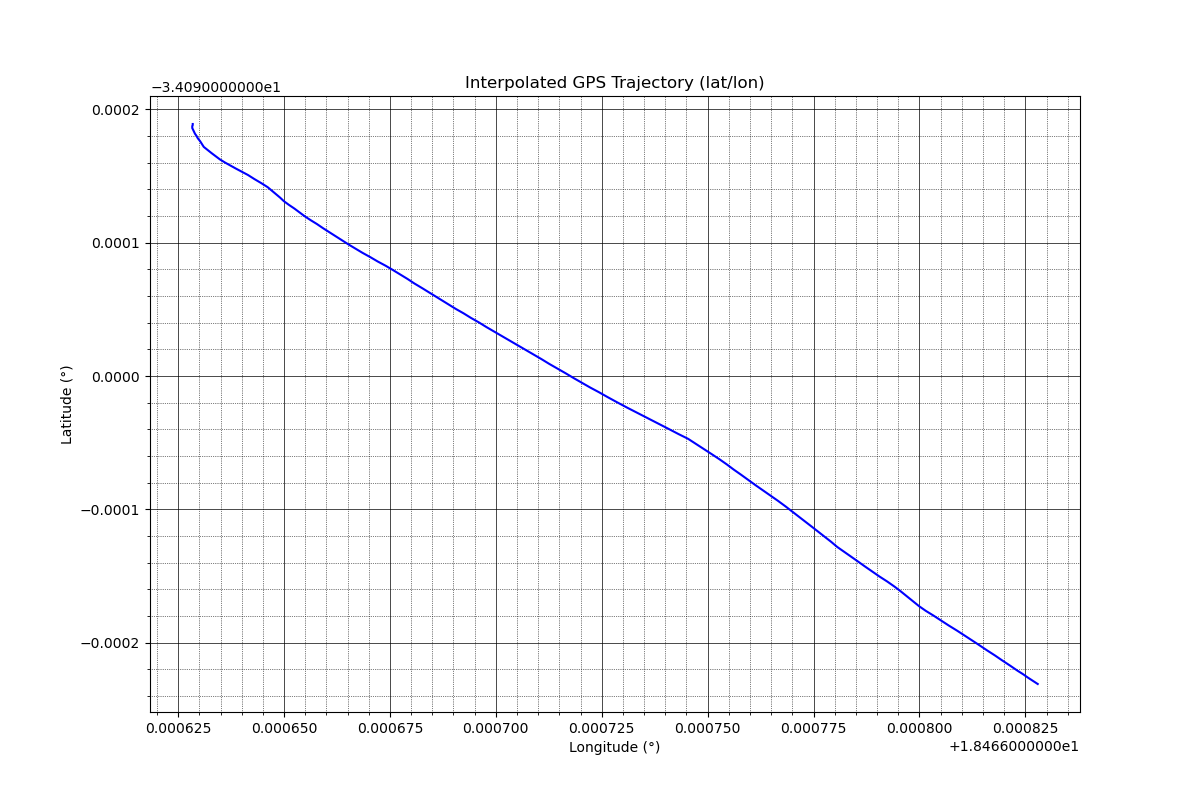 Interpolated GPS Trajectory (lat/lon)
−3.4090000000e1
0.0002
0.0001
0.0000
−0.0001
−0.0002
Latitude (°)
0.000625 0.000650 0.000675 0.000700 0.000725 0.000750 0.000775 0.000800 0.000825
Longitude (°)
+1.8466000000e1